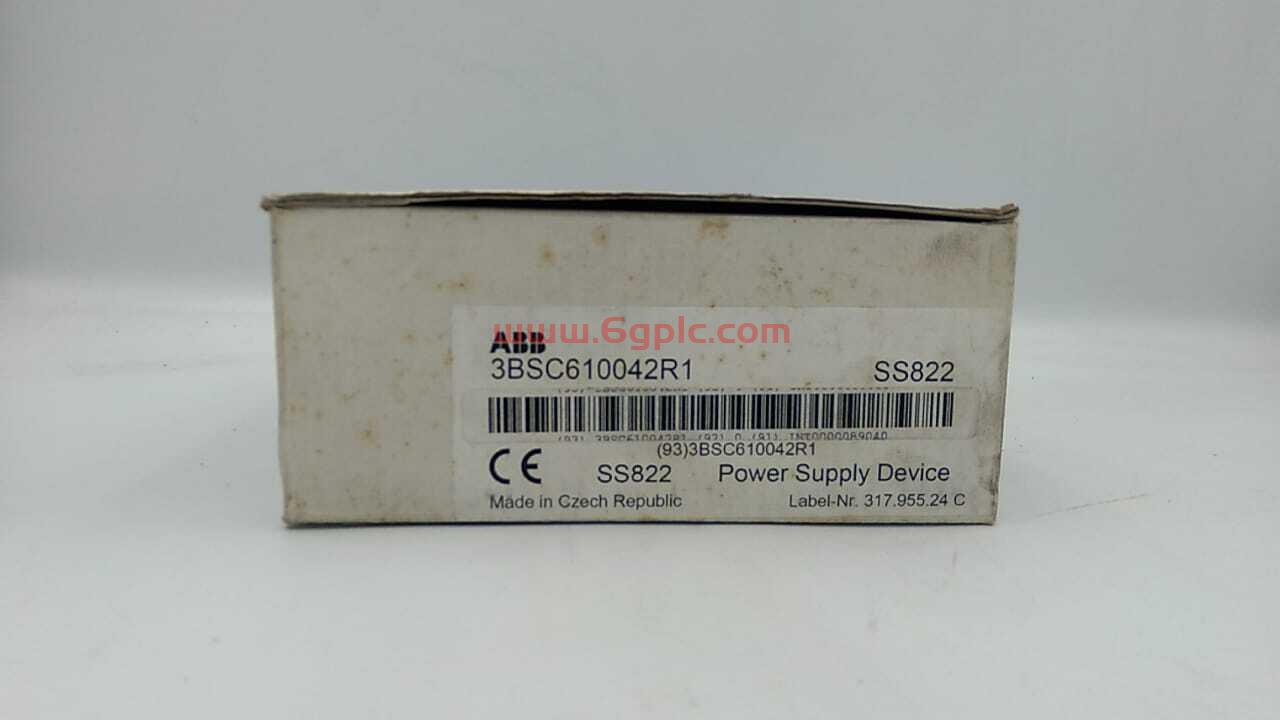 www.6gplc.com
ABB
3BSC610042R1 SS822
(93)3BSC610042R1
CE SS822 Power Supply Device
Made in Czech Republic Label-Nr. 317.955.24 C